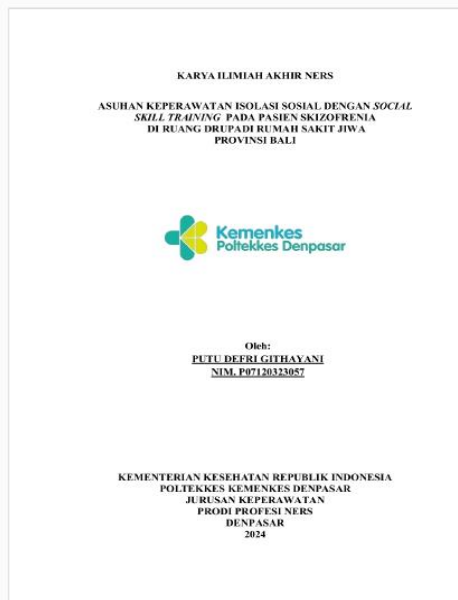 KARYA ILIMIAH AKHIR NERS
ASUHAN KEPERAWATAN ISOLASI SOSIAL DENGAN SOCIAL
SKILL TRAINING PADA PASIEN SKIZOFRENIA
DI RUANG DRUPADI RUMAH SAKIT JIWA
PROVINSI BALI
Kemenkes
Poltekkes Denpasar
Oleh:
PUTU DEFRI GITHAYANI
NIM. P07120323057
KEMENTERIAN KESEHATAN REPUBLIK INDONESIA
POLTEKKES KEMENKES DENPASAR
JURUSAN KEPERAWATAN
PRODI PROFESI NERS
DENPASAR
2024